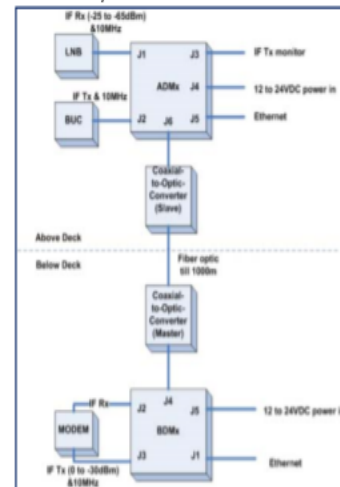 IF Rx (-25 to -65dBm)
&10MHz
LNB
J1
J3
IF Tx monitor
ADMx
J4
12 to 24VDC power in
IF Tx & 10MHz
BUC
J2
J6
J5
Ethernet
Coaxial-
to-Optic-
Converter
(Slave)
Above Deck
Below Deck
Fiber optic
till 1000m
Coaxial-
to-Optic-
Converter
(Master)
IF Rx
J2
J4
J5
12 to 24VDC power i
MODEM
BDMx
J3
J1
Ethernet
IF Tx (0 to -30dBm)
&10MHz